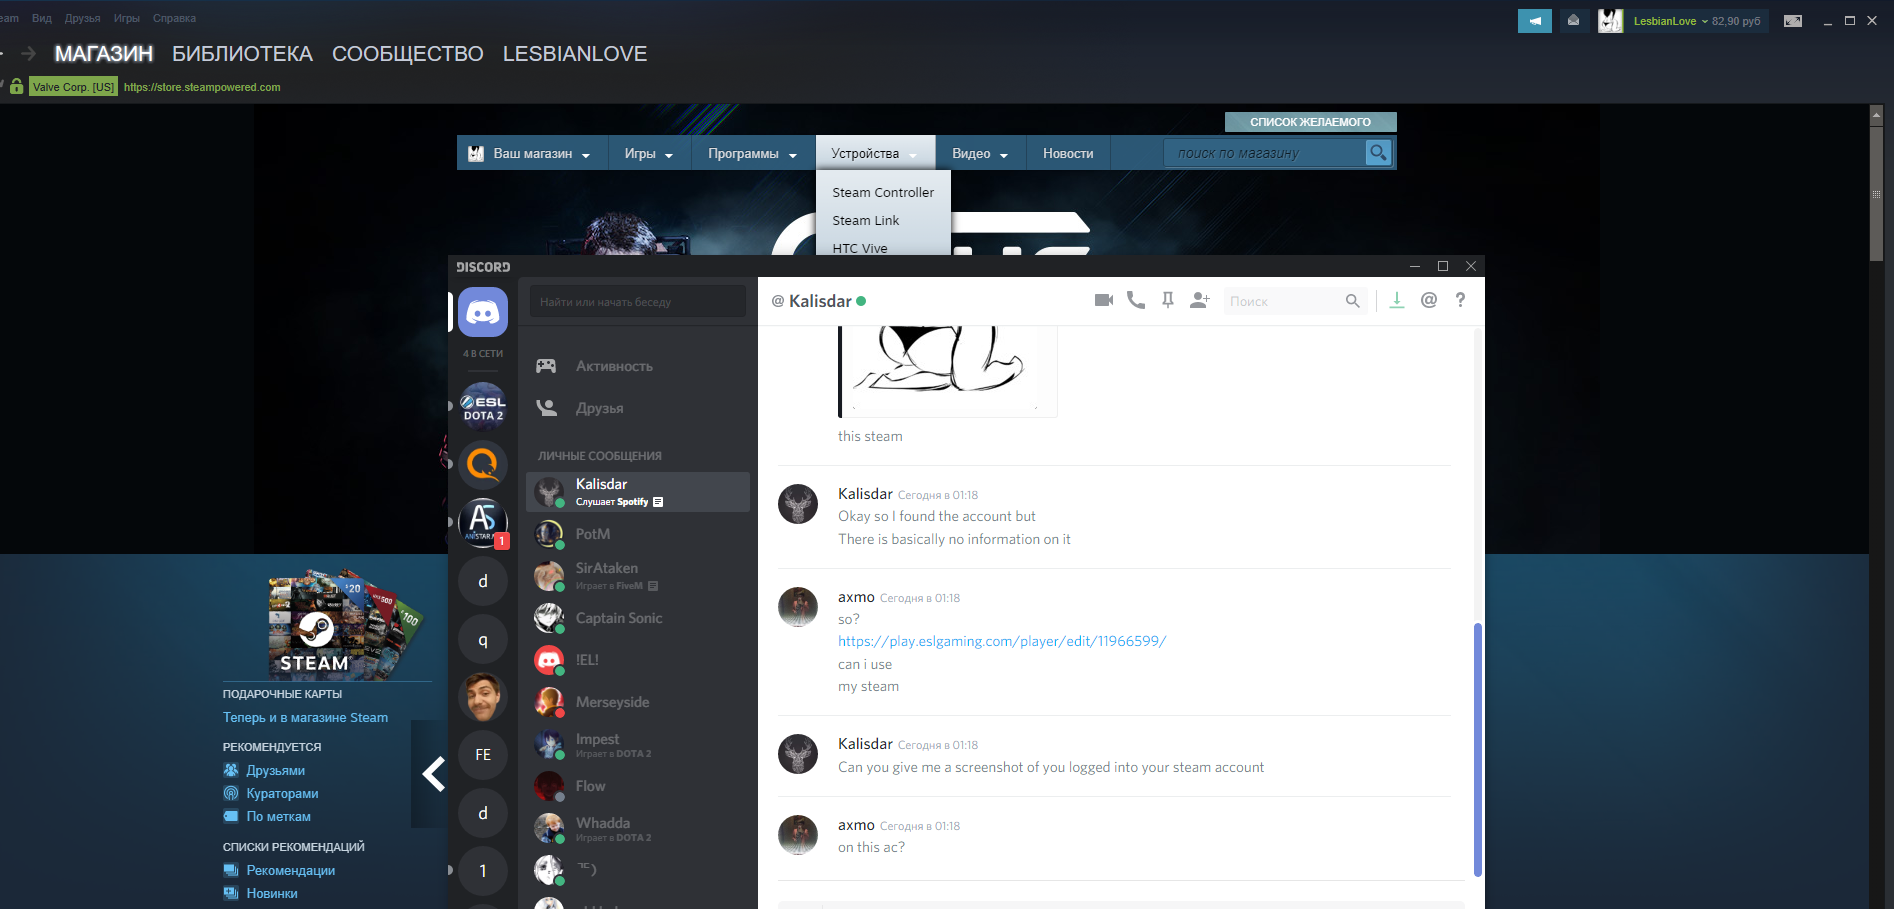 eam Вид Друзья Игры Справка
LesbianLove 82,90 руб
МАГАЗИН БИБЛИОТЕКА СООБЩЕСТВО LESBIANLOVE
Valve Corp. [US] https://store.steampowered.com
СПИСОК ЖЕЛАЕМОГО
Ваш магазин Игры Программы Устройства Видео Новости поиск по магазину
Steam Controller
Steam Link
HTC Vive
DISCORD
Найти или начать беседу
@ Kalisdar
Поиск
4 В СЕТИ
Активность
Друзья
ESL
DOTA 2
ЛИЧНЫЕ СООБЩЕНИЯ
Kalisdar
Слушает Spotify
PotM
SirAtaken
Играет в FiveM
Captain Sonic
!EL!
Merseyside
Impest
Играет в DOTA 2
Flow
Whadda
Играет в DOTA 2
AS
1
d
q
FE
d
1
this steam
Kalisdar Сегодня в 01:18
Okay so I found the account but
There is basically no information on it
axmo Сегодня в 01:18
so?
https://play.eslgaming.com/player/edit/11966599/
can i use
my steam
Kalisdar Сегодня в 01:18
Can you give me a screenshot of you logged into your steam account
axmo Сегодня в 01:18
on this ac?
$20
500
$100
STEAM
ПОДАРОЧНЫЕ КАРТЫ
Теперь и в магазине Steam
РЕКОМЕНДУЕТСЯ
Друзьями
Кураторами
По меткам
СПИСКИ РЕКОМЕНДАЦИЙ
Рекомендации
Новинки